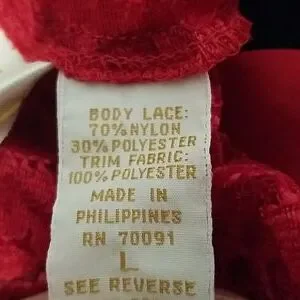 BODY LACE:
70% NYLON
30% POLYESTER
TRIM FABRIC:
100% POLYESTER
MADE IN
PHILIPPINES
RN 70091
L
SEE REVERSE